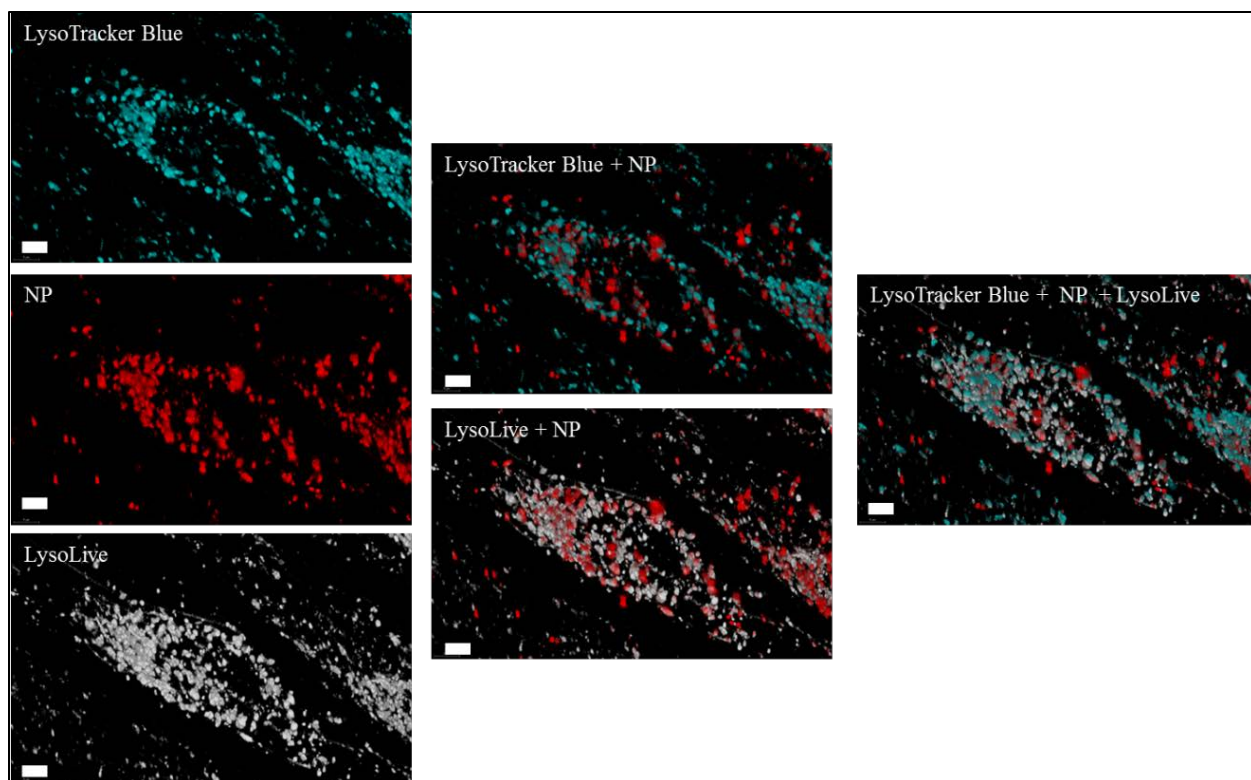 LysoTracker Blue
NP
LysoLive
LysoTracker Blue + NP
LysoLive + NP
LysoTracker Blue + NP + LysoLive